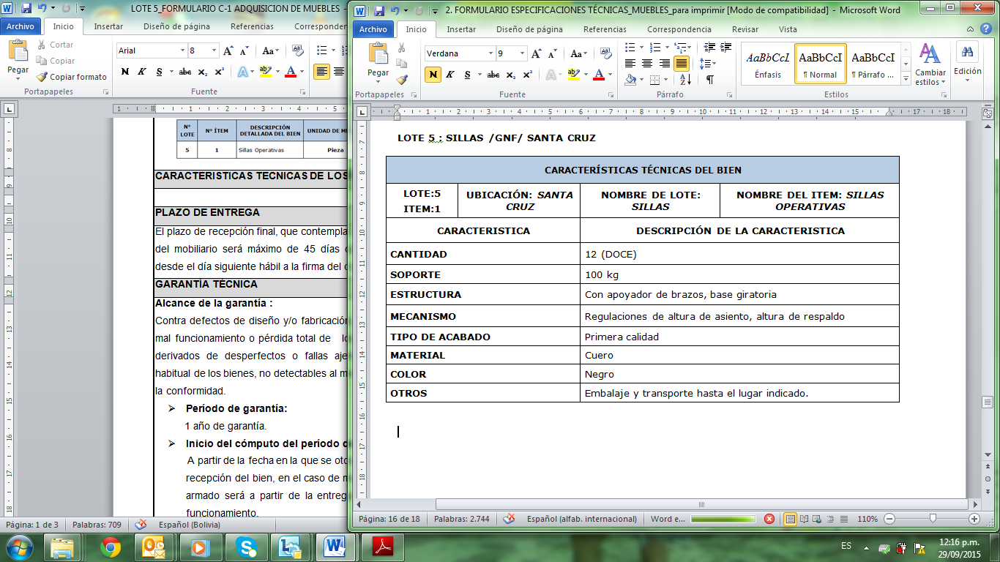 LOTE 5_FORMULARIO C-1 ADQUISICION DE MUEBLES -
Archivo Inicio Insertar Diseño de página Referencias Correspondenc
Pegar
Cortar
Copiar
Copiar formato
Portapapeles
Arial 8
N K S abc x₂ x²
Fuente
Nº LOTE
Nº ÍTEM
DESCRIPCIÓN DETALLADA DEL BIEN
UNIDAD DE ME
5 1 Sillas Operativas Pieza
CARACTERISTICAS TECNICAS DE LOS
PLAZO DE ENTREGA
El plazo de recepción final, que contempla
del mobiliario será máximo de 45 días c
desde el día siguiente hábil a la firma del c
GARANTÍA TÉCNICA
Alcance de la garantía :
Contra defectos de diseño y/o fabricación
mal funcionamiento o pérdida total de lo
derivados de desperfectos o fallas aje
habitual de los bienes, no detectables al m
la conformidad.
Período de garantía:
1 año de garantía.
Inicio del cómputo del período d
A partir de la fecha en la que se oto
recepción del bien, en el caso de m
armado será a partir de la entreg
funcionamiento.
Página: 1 de 3 Palabras: 709 Español (Bolivia)
2. FORMULARIO ESPECIFICACIONES TÉCNICAS_MUEBLES_para imprimir [Modo de compatibilidad] - Microsoft Word
Archivo Inicio Insertar Diseño de página Referencias Correspondencia Revisar Vista
Pegar
Portapapeles
Verdana 9
N K S abc x₂ x²
Fuente
Párrafo
AaBbCcI AaBbCcI AaBbCcI
Énfasis ¶ Normal ¶ Párrafo ...
Cambiar estilos
Estilos
Edición
LOTE 5 : SILLAS /GNF/ SANTA CRUZ
CARACTERÍSTICAS TÉCNICAS DEL BIEN
LOTE:5
ITEM:1
UBICACIÓN: SANTA
CRUZ
NOMBRE DE LOTE:
SILLAS
NOMBRE DEL ITEM: SILLAS
OPERATIVAS
CARACTERISTICA DESCRIPCIÓN DE LA CARACTERISTICA
CANTIDAD 12 (DOCE)
SOPORTE 100 kg
ESTRUCTURA Con apoyador de brazos, base giratoria
MECANISMO Regulaciones de altura de asiento, altura de respaldo
TIPO DE ACABADO Primera calidad
MATERIAL Cuero
COLOR Negro
OTROS Embalaje y transporte hasta el lugar indicado.
Página: 16 de 18 Palabras: 2.744 Español (alfab. internacional) Word e... 110%
ES
12:16 p.m.
29/09/2015